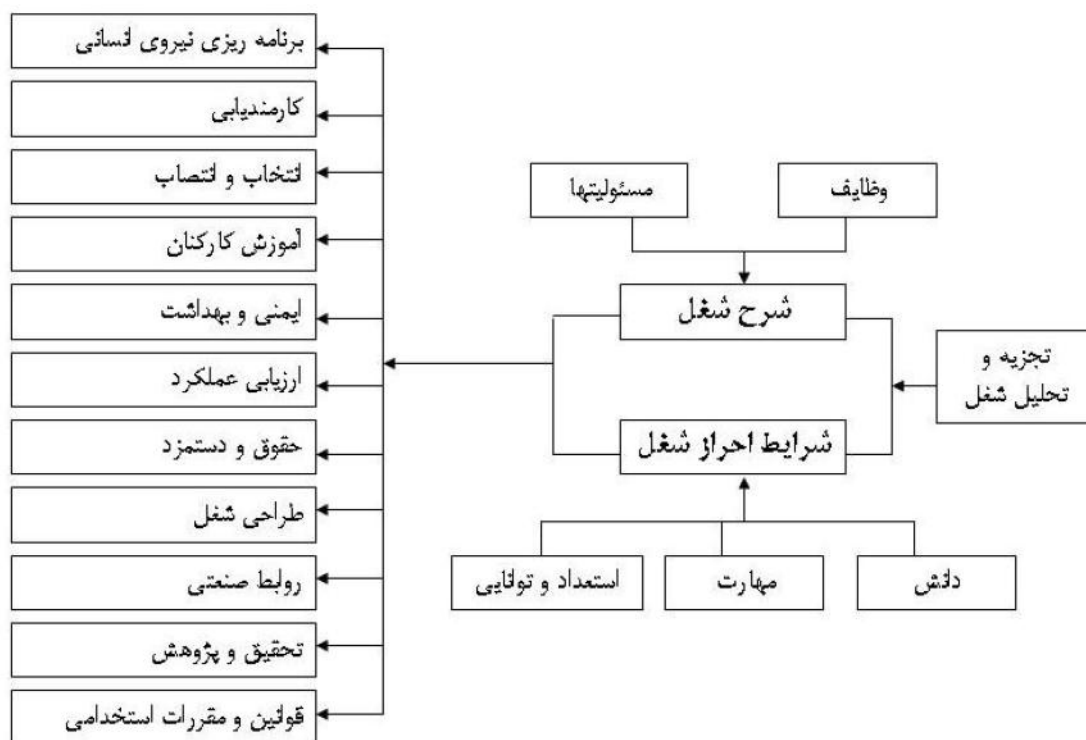 برنامه ریزی نیروی انسانی
کارمندیابی
انتخاب و انتصاب
آموزش کارکنان
ایمنی و بهداشت
ارزیابی عملکرد
حقوق و دستمزد
طراحی شغل
روابط صنعتی
تحقیق و پژوهش
قوانین و مقررات استخدامی
وظایف
مسئولیتها
شرح شغل
تجزیه و
تحلیل شغل
شرایط احراز شغل
دانش
مهارت
استعداد و توانایی